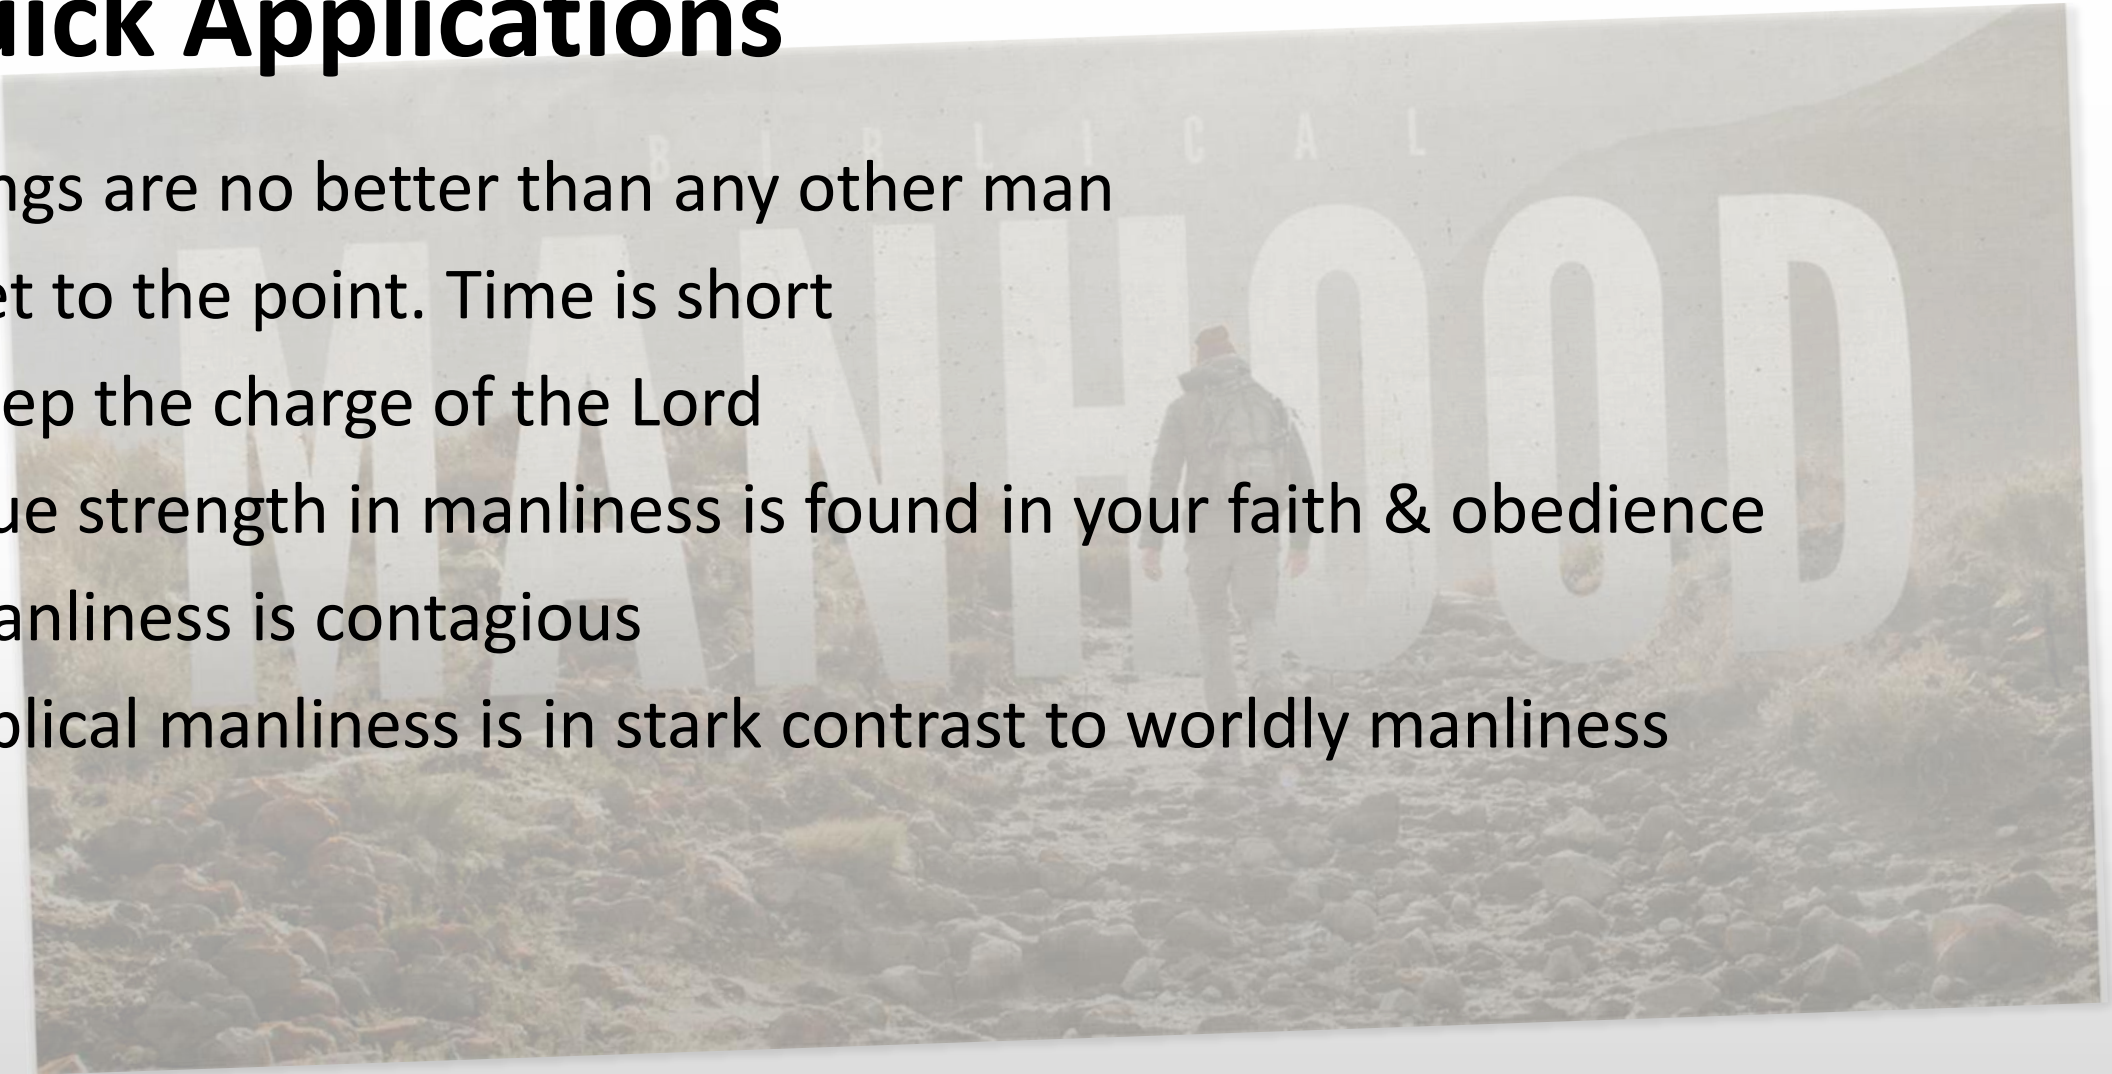 uick Applications
BIBLICAL
ngs are no better than any other man
MANHOOD
et to the point. Time is short
ep the charge of the Lord
ue strength in manliness is found in your faith & obedience
anliness is contagious
blical manliness is in stark contrast to worldly manliness